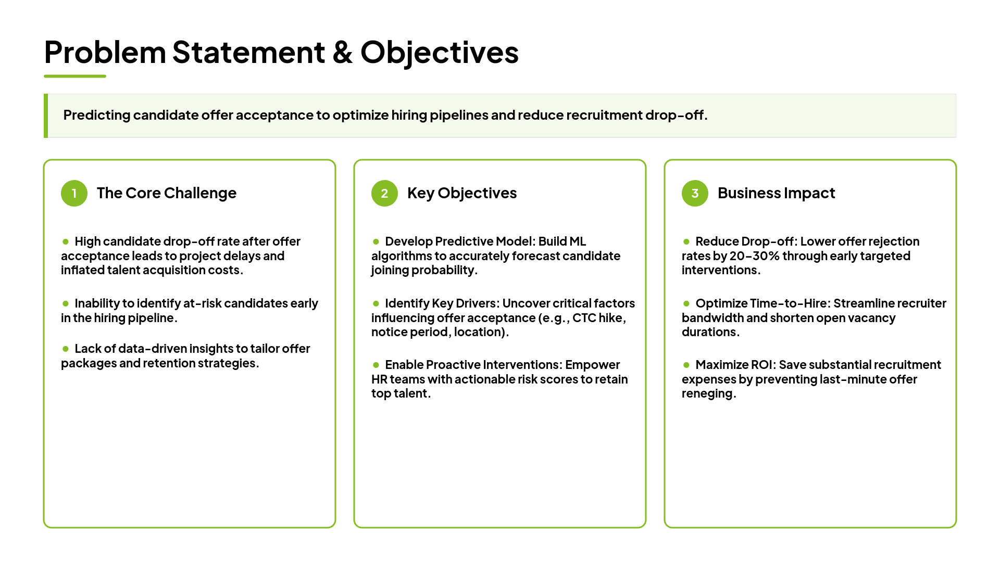 Problem Statement & Objectives
Predicting candidate offer acceptance to optimize hiring pipelines and reduce recruitment drop-off.
1 The Core Challenge
● High candidate drop-off rate after offer
acceptance leads to project delays and
inflated talent acquisition costs.
● Inability to identify at-risk candidates early
in the hiring pipeline.
● Lack of data-driven insights to tailor offer
packages and retention strategies.
2 Key Objectives
● Develop Predictive Model: Build ML
algorithms to accurately forecast candidate
joining probability.
● Identify Key Drivers: Uncover critical factors
influencing offer acceptance (e.g., CTC hike,
notice period, location).
● Enable Proactive Interventions: Empower
HR teams with actionable risk scores to retain
top talent.
3 Business Impact
● Reduce Drop-off: Lower offer rejection
rates by 20–30% through early targeted
interventions.
● Optimize Time-to-Hire: Streamline recruiter
bandwidth and shorten open vacancy
durations.
● Maximize ROI: Save substantial recruitment
expenses by preventing last-minute offer
reneging.